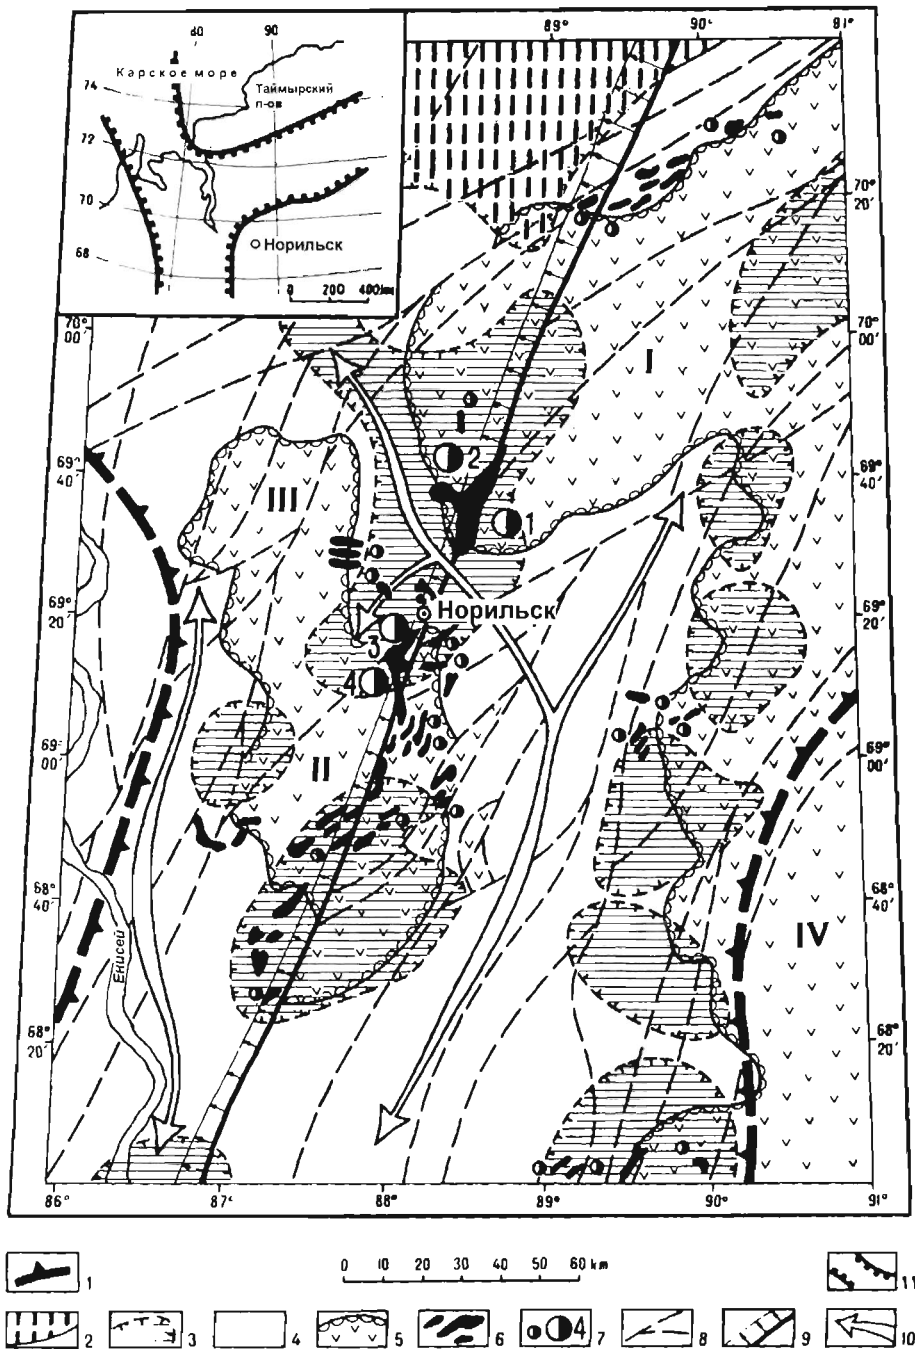 89° 90° 91°
80 90
Карское море
74
Таймырский
п-ов
72
70
Норильск
68
0 200 400 км
70°
20′
70° 70°
00′ 00′
I
69° 69°
40′ 40′
2
III
1
69° 69°
20′ 20′
Норильск
3
4
69° 69°
00′ 00′
II
68° 68°
40′ 40′
IV
Енисей
68° 68°
20′ 20′
86° 87° 88° 89° 90° 91°
1
0 10 20 30 40 50 60 km
11
2 3 4 5 6 4 7 8 9 10